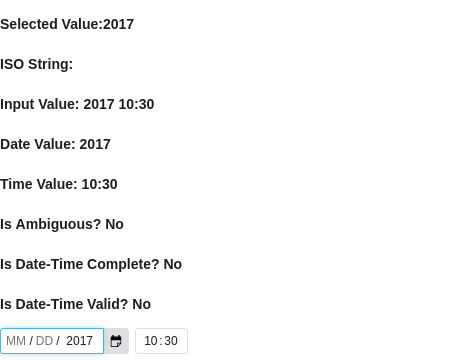 Selected Value:2017
ISO String:
Input Value: 2017 10:30
Date Value: 2017
Time Value: 10:30
Is Ambiguous? No
Is Date-Time Complete? No
Is Date-Time Valid? No
MM / DD / 2017 10:30